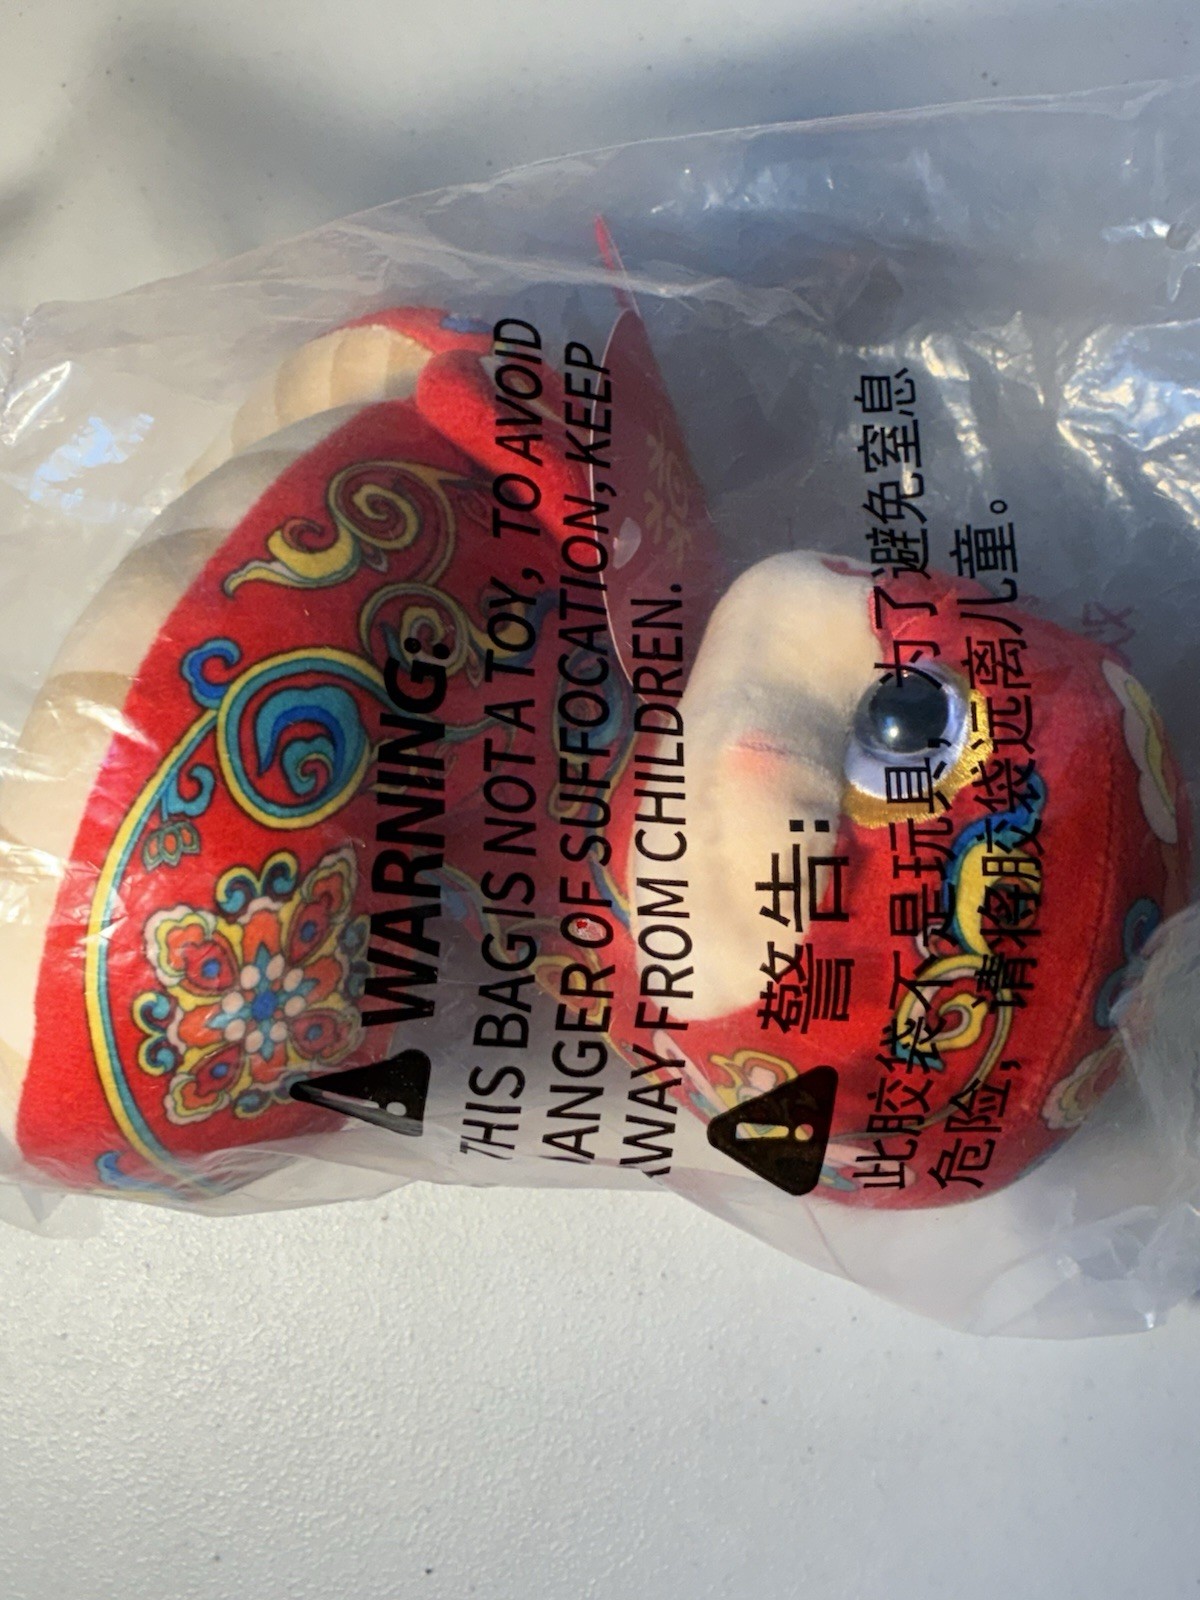 WARNING:
THIS BAG IS NOT A TOY, TO AVOID
ANGER OF SUFFOCATION, KEEP
WAY FROM CHILDREN.
警告:
此胶袋不是玩具,为了避免窒息
危险,请将胶袋远离儿童。